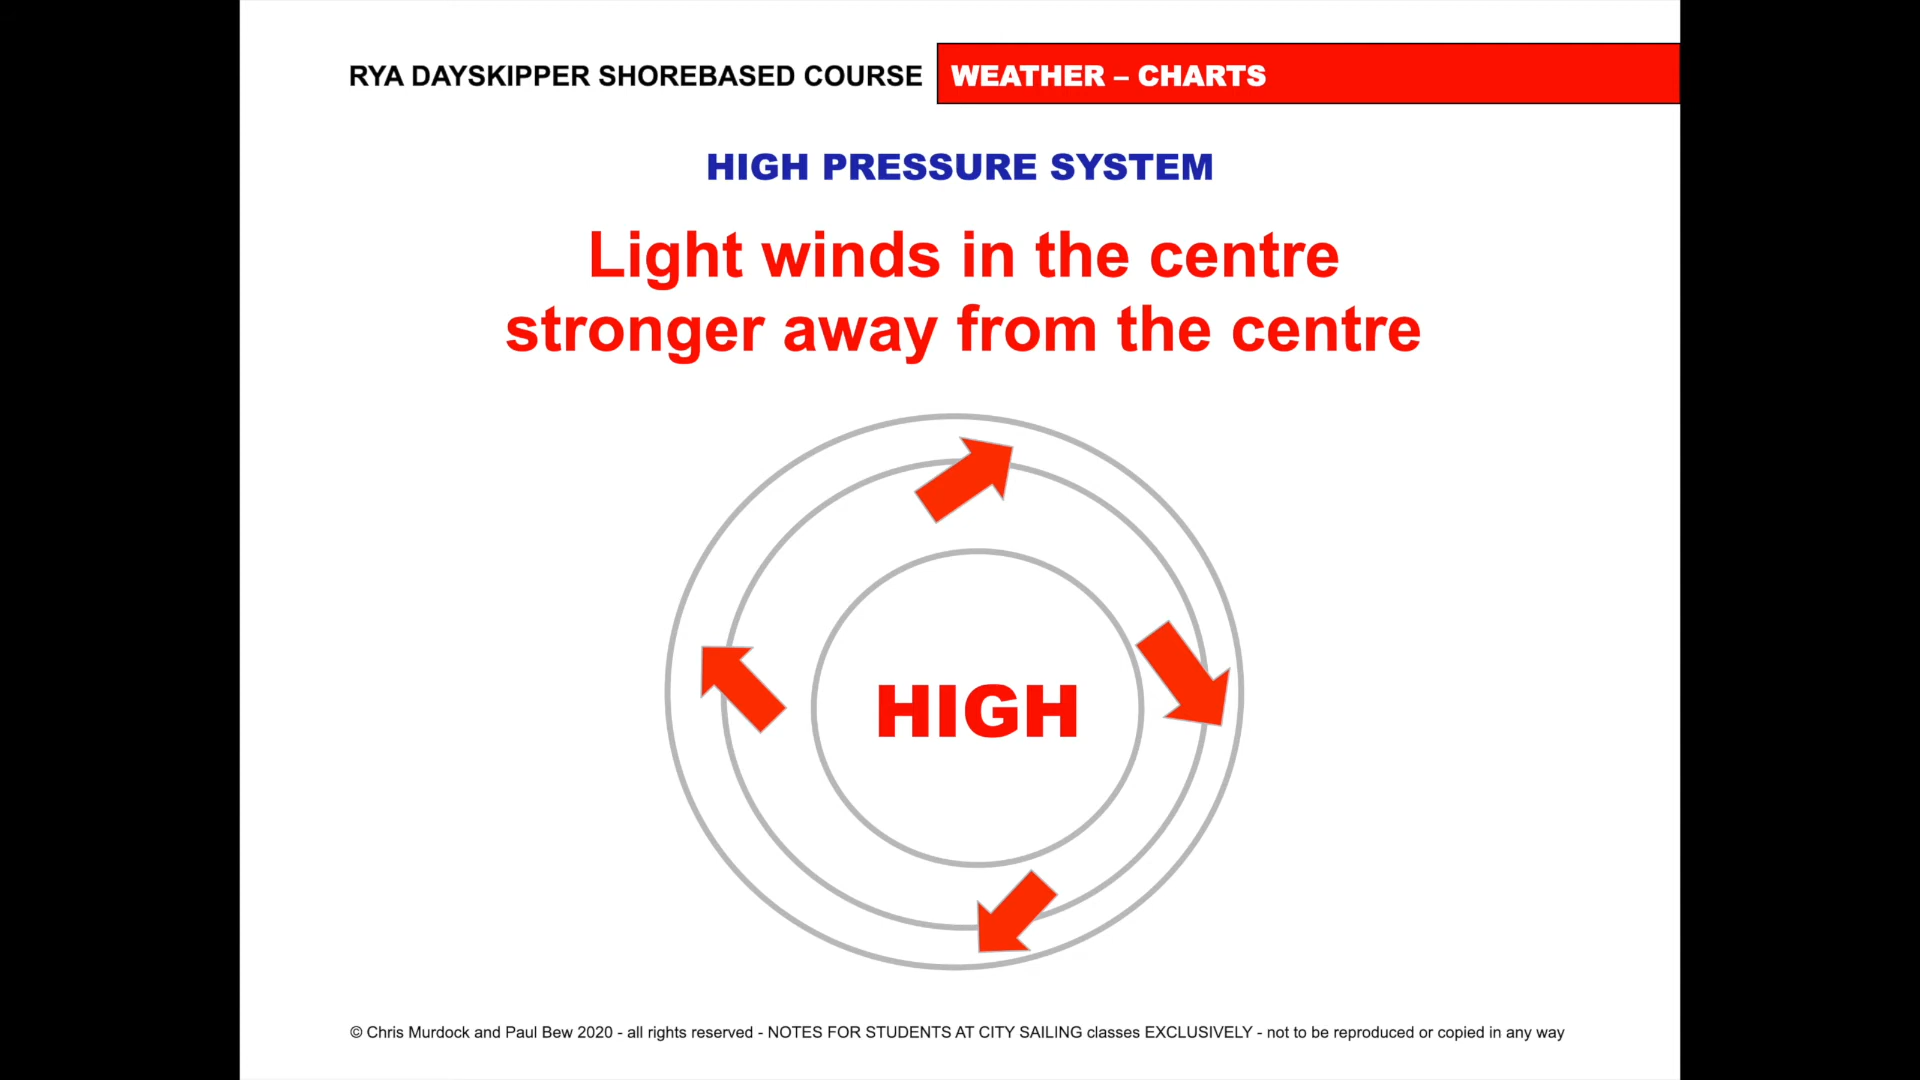 RYA DAYSKIPPER SHOREBASED COURSE
WEATHER – CHARTS
HIGH PRESSURE SYSTEM
Light winds in the centre
stronger away from the centre
HIGH
© Chris Murdock and Paul Bew 2020 - all rights reserved - NOTES FOR STUDENTS AT CITY SAILING classes EXCLUSIVELY - not to be reproduced or copied in any way